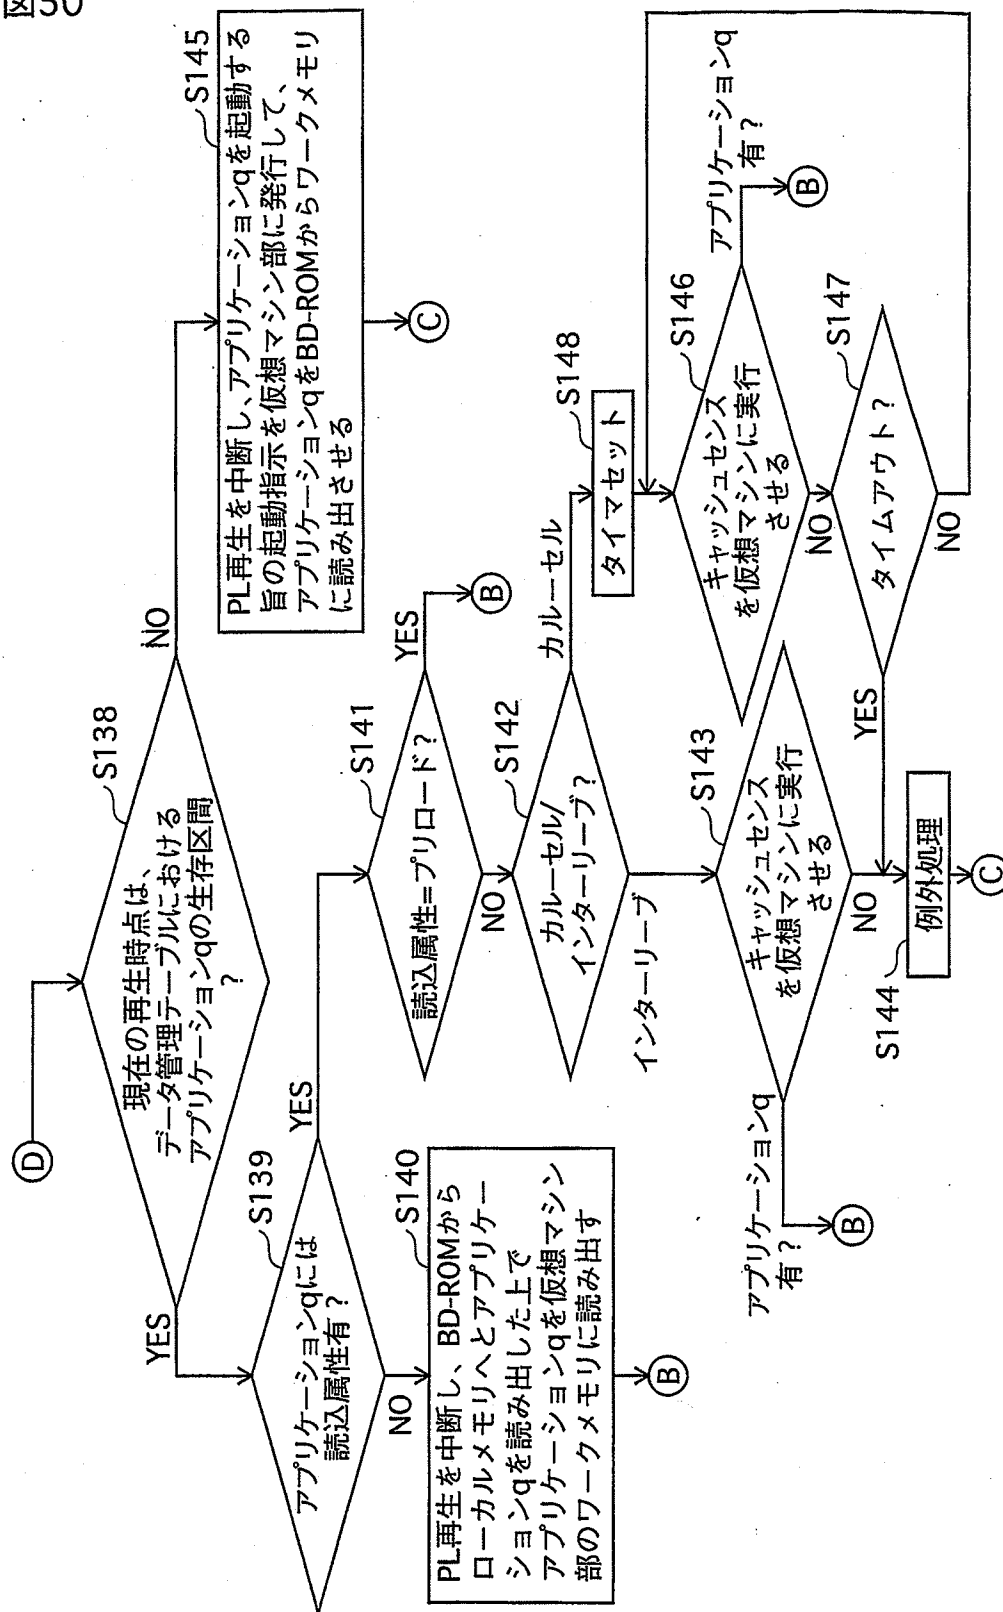 図50
D
S138
現在の再生時点は、
データ管理テーブルにおける
アプリケーションqの生存区間
?
YES
NO
S145
PL再生を中断し、アプリケーションqを起動する
旨の起動指示を仮想マシン部に発行して、
アプリケーションqをBD-ROMからワークメモリ
に読み出させる
C
S139
アプリケーションqには
読込属性有?
YES
NO
S140
PL再生を中断し、BD-ROMから
ローカルメモリへとアプリケー
ションqを読み出した上で
アプリケーションqを仮想マシン
部のワークメモリに読み出す
B
S141
読込属性=プリロード?
YES
B
NO
S142
カルーセル/
インターリーブ?
カルーセル
インターリーブ
S148
タイマセット
S143
キャッシュセンス
を仮想マシンに実行
させる
アプリケーションq
有?
B
NO
S146
キャッシュセンス
を仮想マシンに実行
させる
アプリケーションq
有?
B
NO
S147
タイムアウト?
YES
NO
S144
例外処理
C